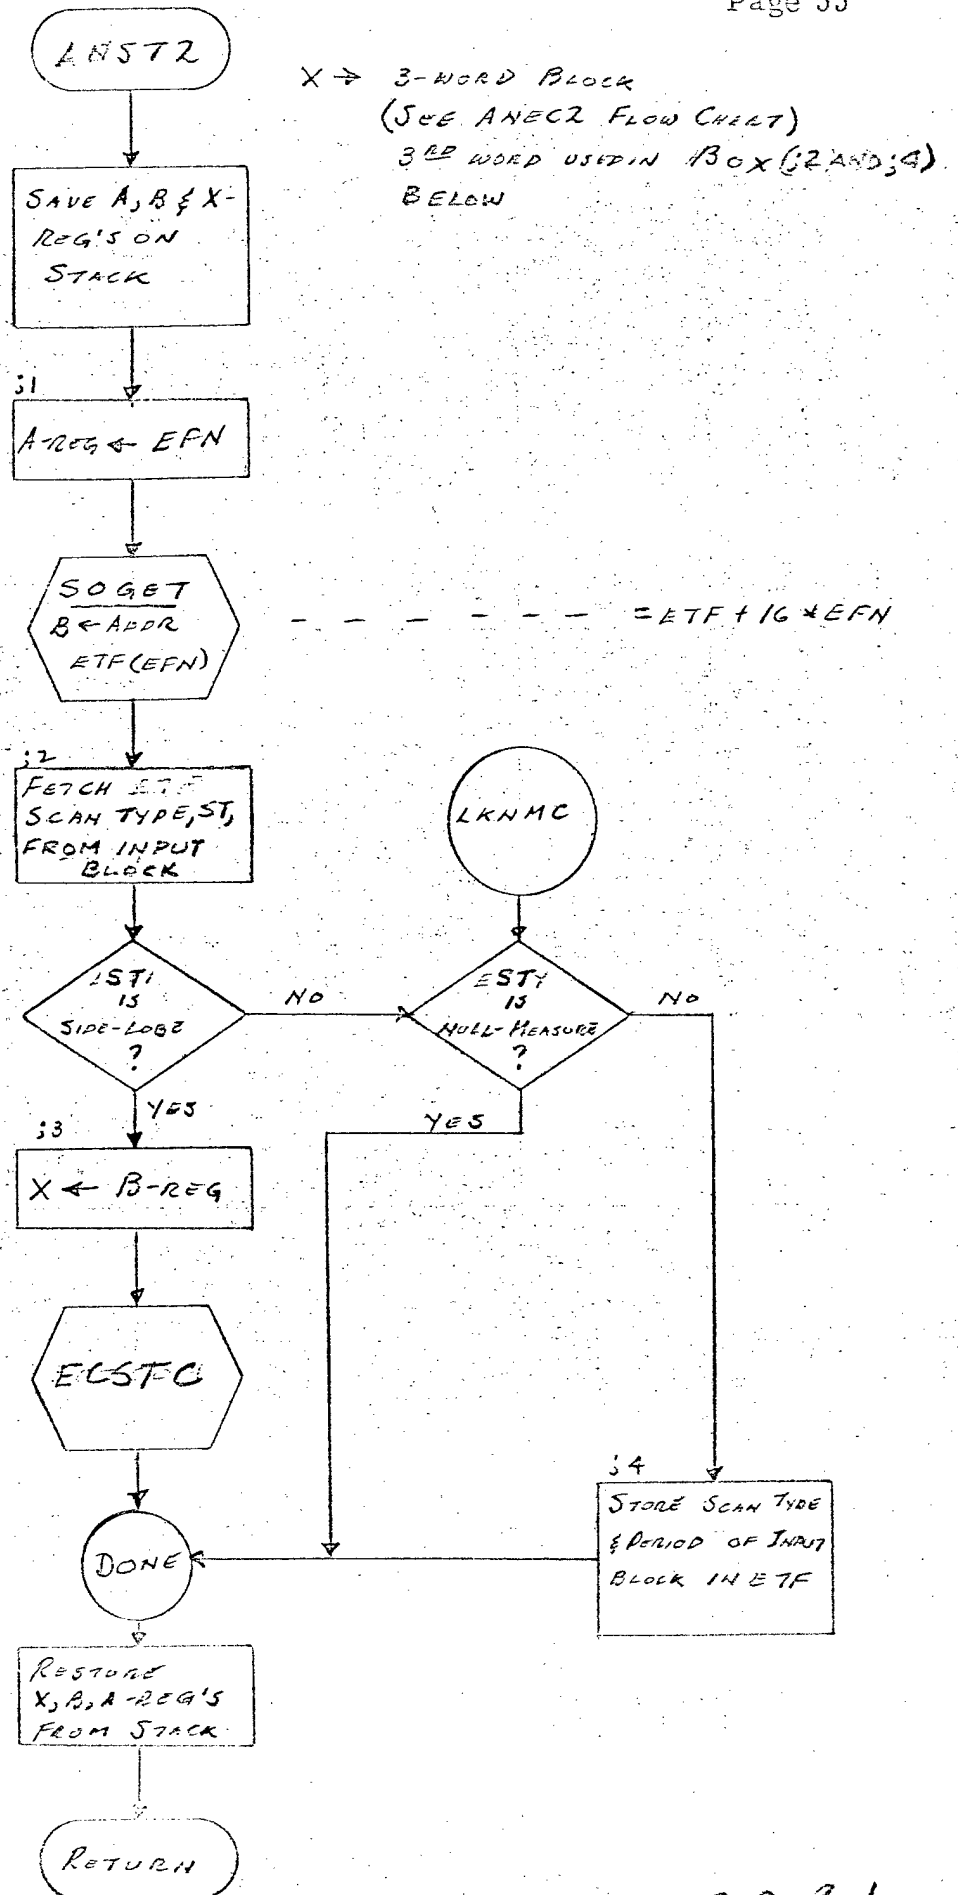 Page 55
LNST2
X → 3-WORD BLOCK
(SEE ANEC2 FLOW CHART)
3RD WORD USED IN BOX (;2 AND ;4)
BELOW
SAVE A, B & X-
REG'S ON
STACK
;1
A-REG ← EFN
SOGET
B ← ADDR
ETF(EFN)
- - - - - - = ETF + 16 * EFN
;2
FETCH ETF
SCAN TYPE, ST,
FROM INPUT
BLOCK
LKNMC
IS
SIDE-LOBE
?
NO
ESTY
IS
NULL-MEASURE
?
NO
YES
YES
;3
X ← B-REG
ECSTC
;4
STORE SCAN TYPE
& PERIOD OF INPUT
BLOCK IN ETF
DONE
RESTORE
X, B, A-REG'S
FROM STACK
RETURN